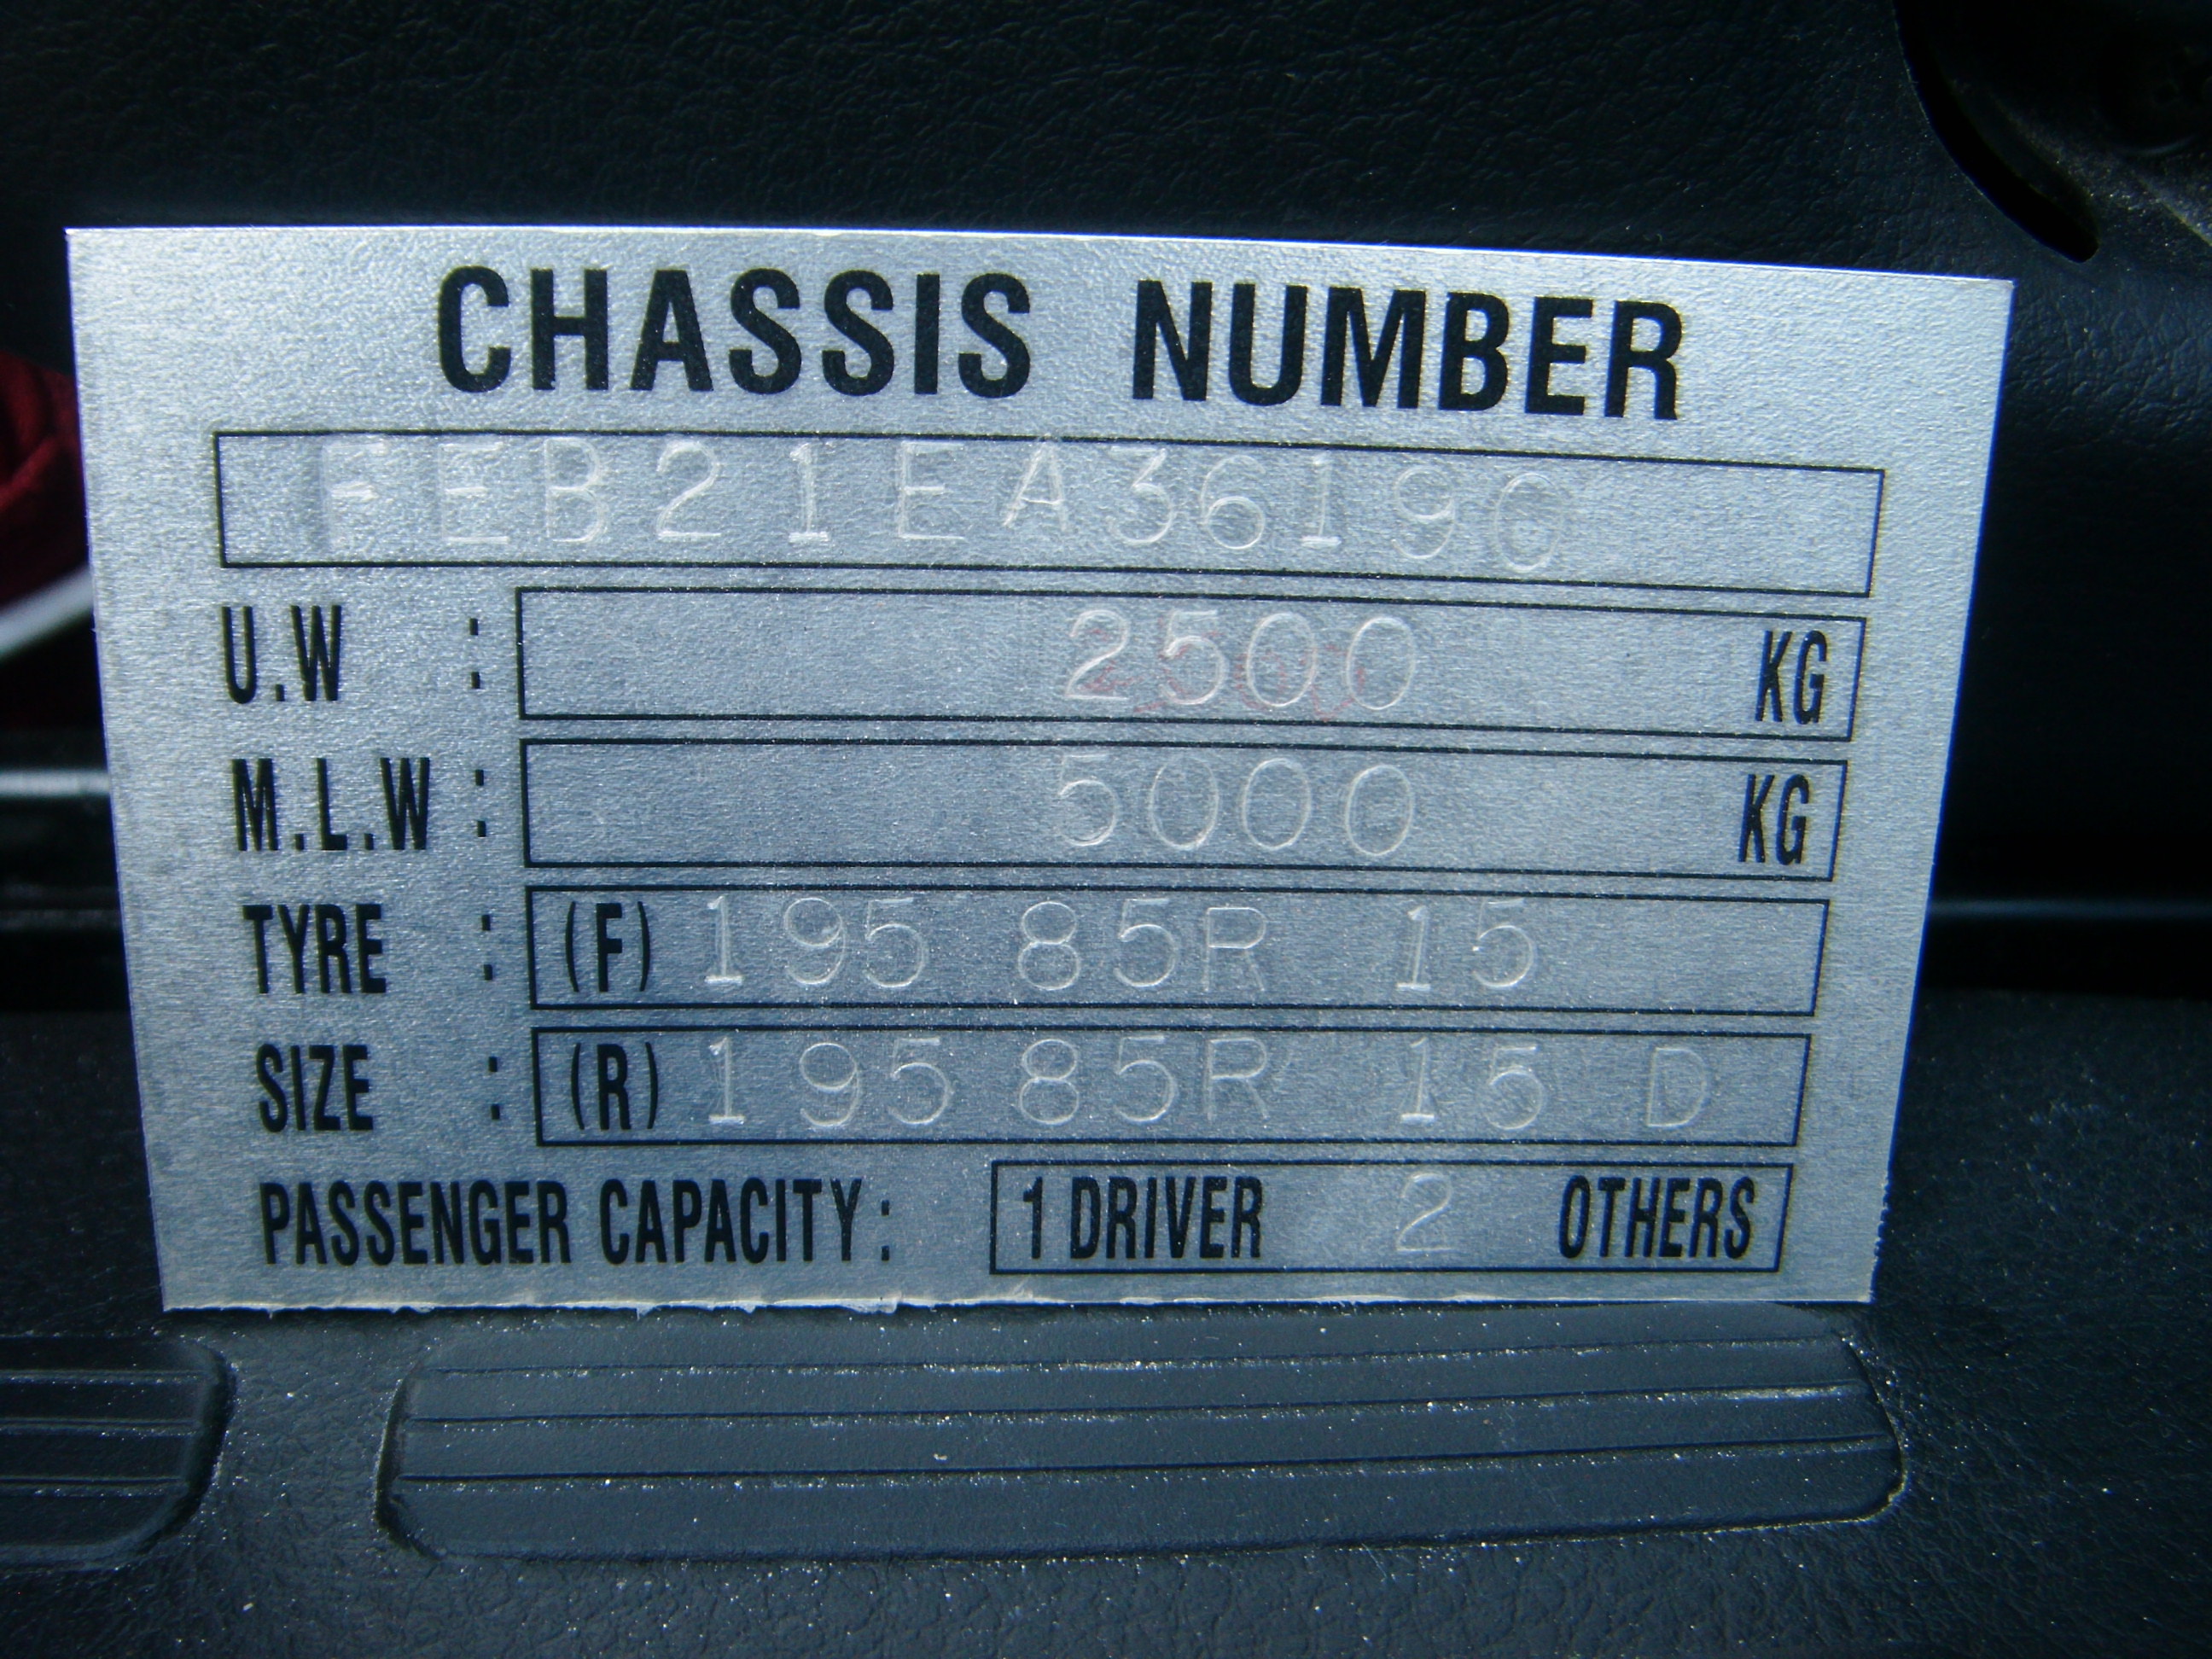 CHASSIS NUMBER
FEB21EA36190
U.W : 2500 KG
M.L.W : 5000 KG
TYRE : (F) 195 85R 15
SIZE : (R) 195 85R 15 D
PASSENGER CAPACITY: 1 DRIVER 2 OTHERS